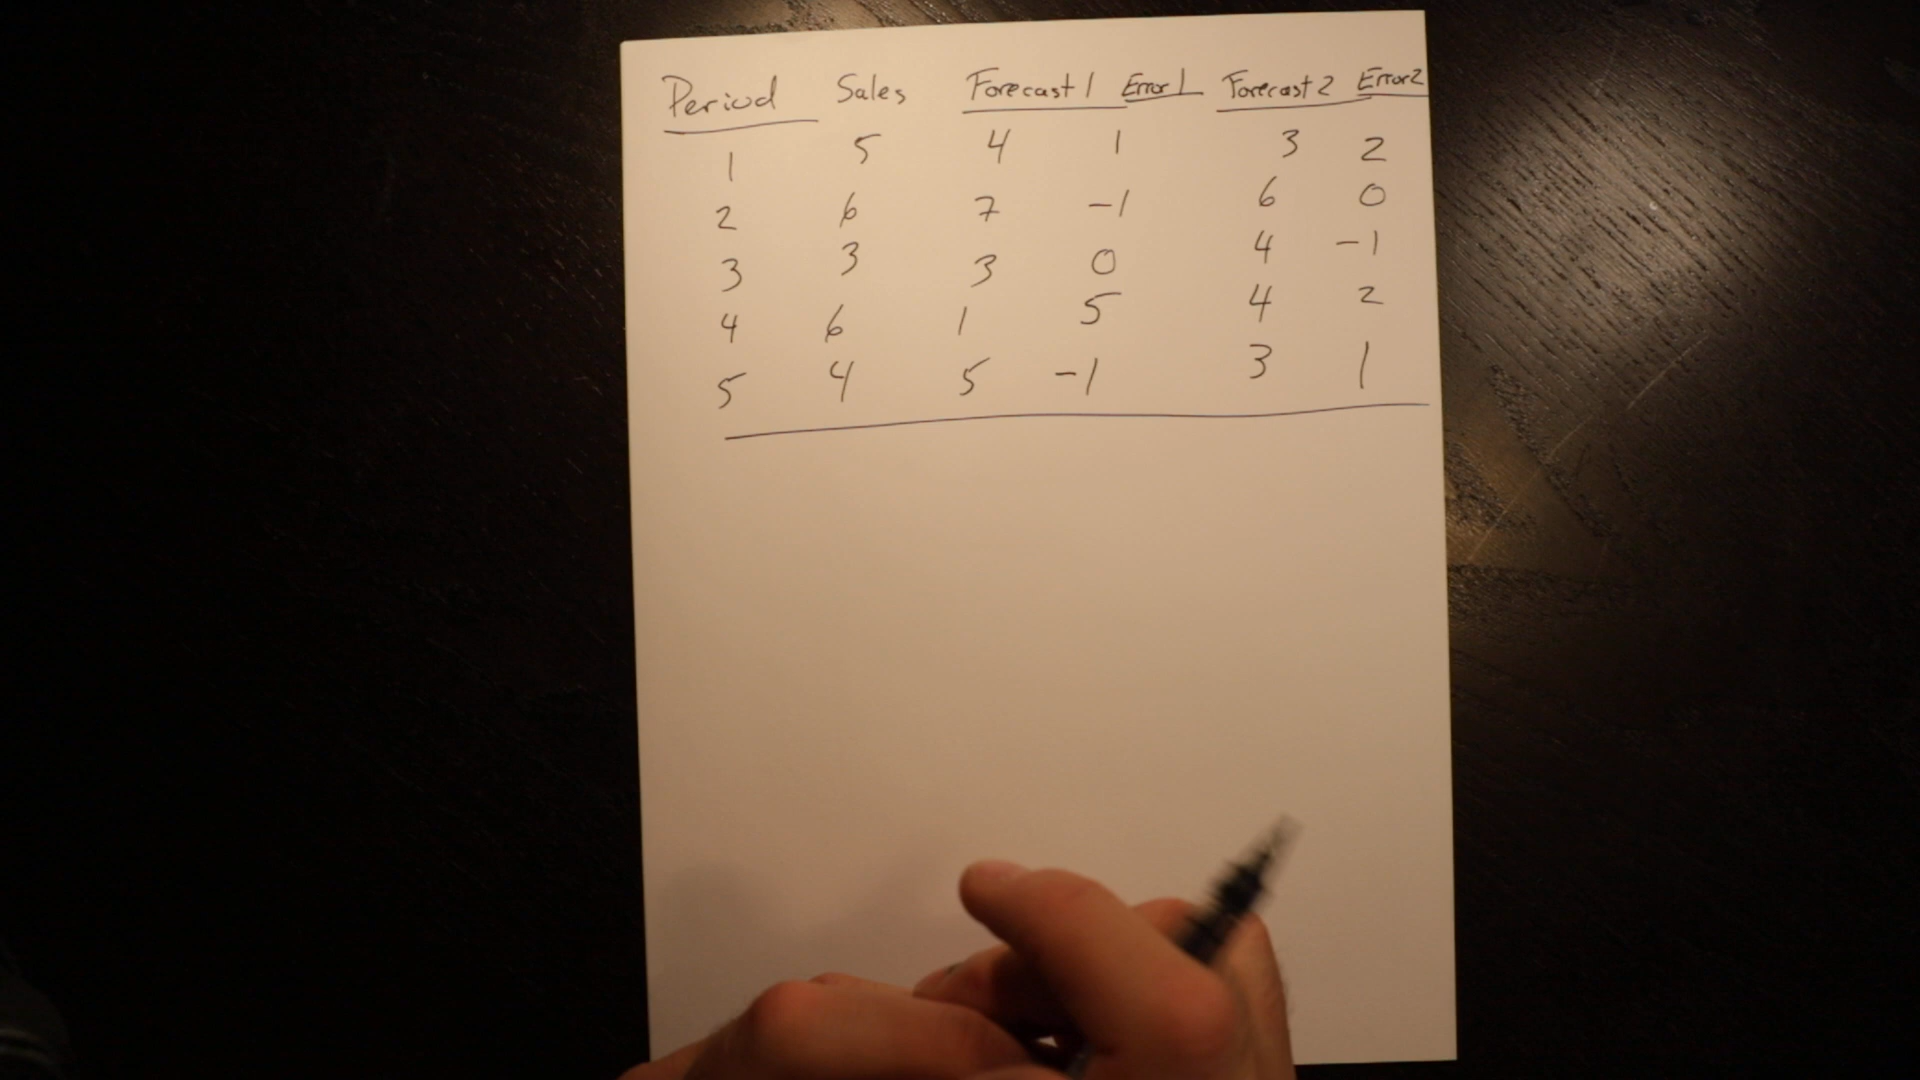 Period Sales Forecast 1 Error 1 Forecast 2 Error 2
1 5 4 1 3 2
2 6 7 -1 6 0
3 3 3 0 4 -1
4 6 1 5 4 2
5 4 5 -1 3 1